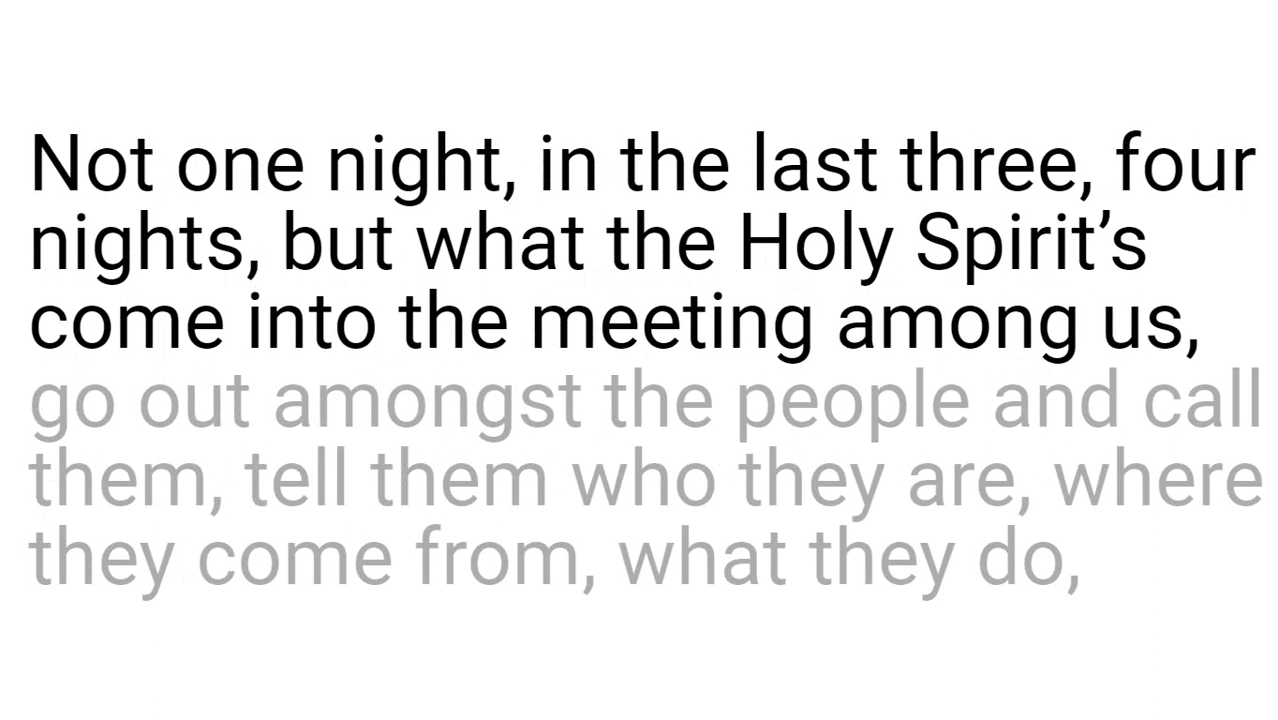 Not one night, in the last three, four
nights, but what the Holy Spirit’s
come into the meeting among us,
go out amongst the people and call
them, tell them who they are, where
they come from, what they do,